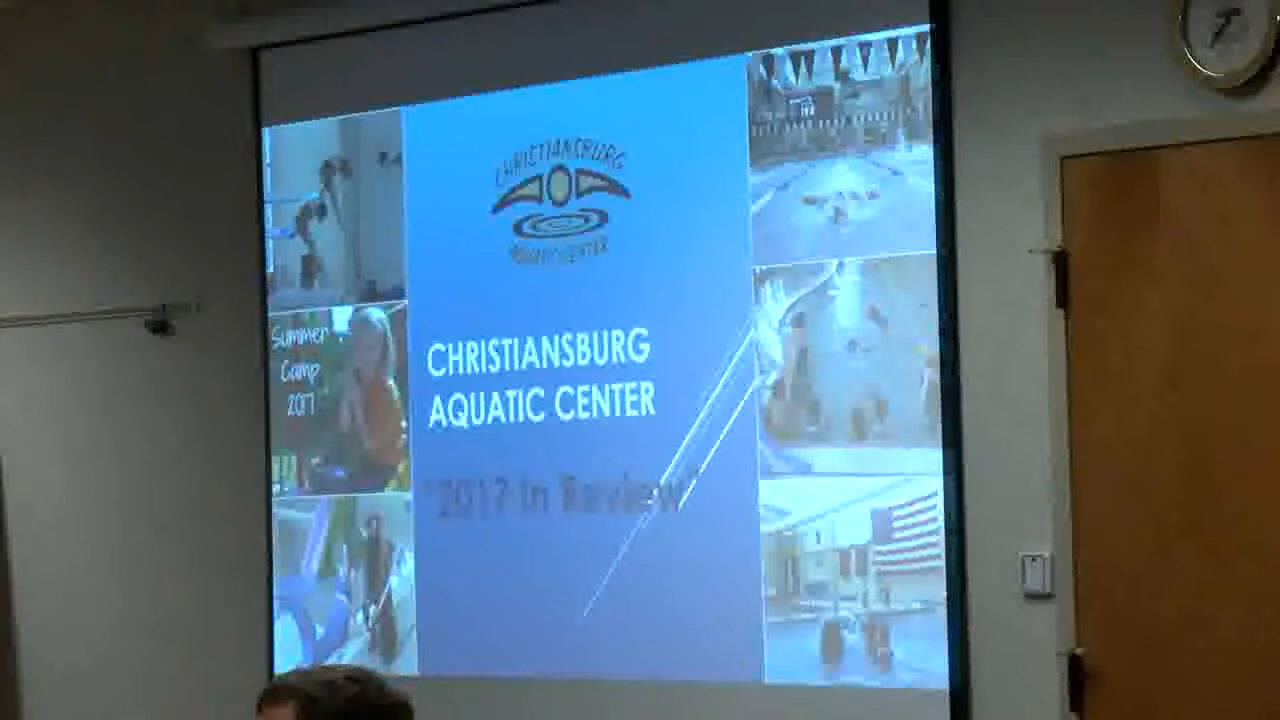 CHRISTIANSBURG
AQUATIC CENTER
CHRISTIANSBURG
AQUATIC CENTER
"2017 In Review"
Summer
Camp
2017